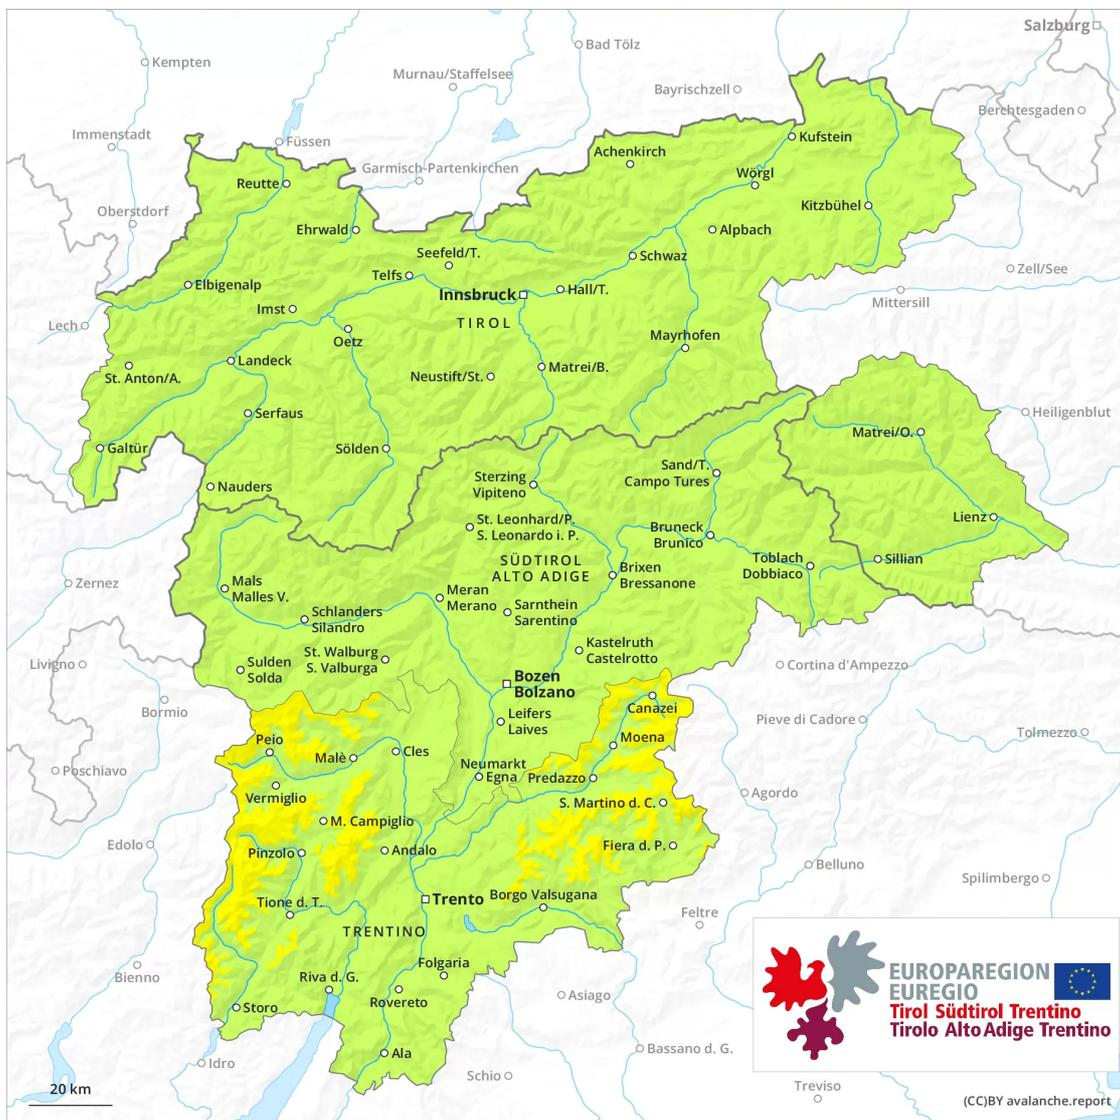 Salzburg
Bad Tölz
Kempten
Murnau/Staffelsee
Bayrischzell
Berchtesgaden
Immenstadt
Füssen
Kufstein
Achenkirch
Garmisch-Partenkirchen
Wörgl
Reutte
Kitzbühel
Oberstdorf
Ehrwald
Alpbach
Seefeld/T.
Schwaz
Telfs
Zell/See
Elbigenalp
Innsbruck
Hall/T.
Mittersill
Imst
TIROL
Lech
Oetz
Mayrhofen
Landeck
Matrei/B.
St. Anton/A.
Neustift/St.
Serfaus
Heiligenblut
Matrei/O.
Galtür
Sölden
Sand/T.
Campo Tures
Sterzing
Vipiteno
Nauders
Lienz
St. Leonhard/P.
S. Leonardo i. P.
Bruneck
Brunico
SÜDTIROL
ALTO ADIGE
Toblach
Dobbiaco
Sillian
Brixen
Bressanone
Zernez
Mals
Malles V.
Meran
Merano
Sarnthein
Sarentino
Schlanders
Silandro
Kastelruth
Castelrotto
St. Walburg
S. Valburga
Livigno
Sulden
Solda
Cortina d'Ampezzo
Bozen
Bolzano
Canazei
Bormio
Leifers
Laives
Pieve di Cadore
Tolmezzo
Peio
Moena
Cles
Malè
Neumarkt
Egna
Predazzo
Poschiavo
Vermiglio
Agordo
S. Martino d. C.
M. Campiglio
Edolo
Pinzolo
Andalo
Fiera d. P.
Belluno
Spilimbergo
Tione d. T.
Trento
Borgo Valsugana
Feltre
TRENTINO
Bienno
Folgaria
Riva d. G.
Rovereto
Asiago
Storo
EUROPAREGION
EUREGIO
Tirol Südtirol Trentino
Tirolo Alto Adige Trentino
Idro
Ala
Bassano d. G.
Schio
Treviso
20 km
(CC)BY avalanche.report